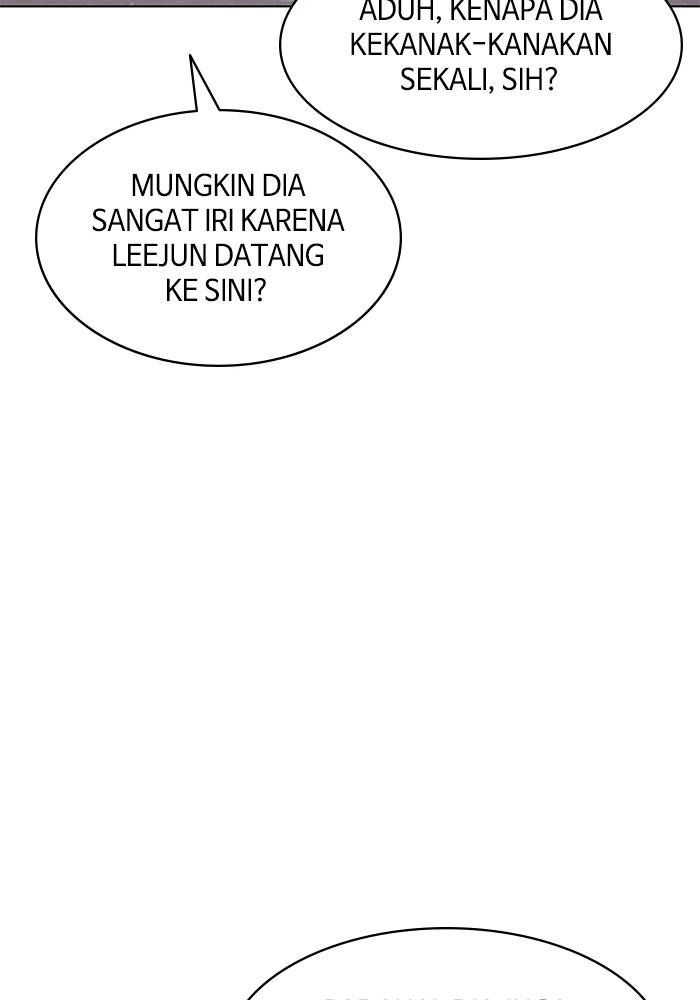 ADUH, KENAPA DIA
KEKANAK-KANAKAN
SEKALI, SIH?
MUNGKIN DIA
SANGAT IRI KARENA
LEEJUN DATANG
KE SINI?